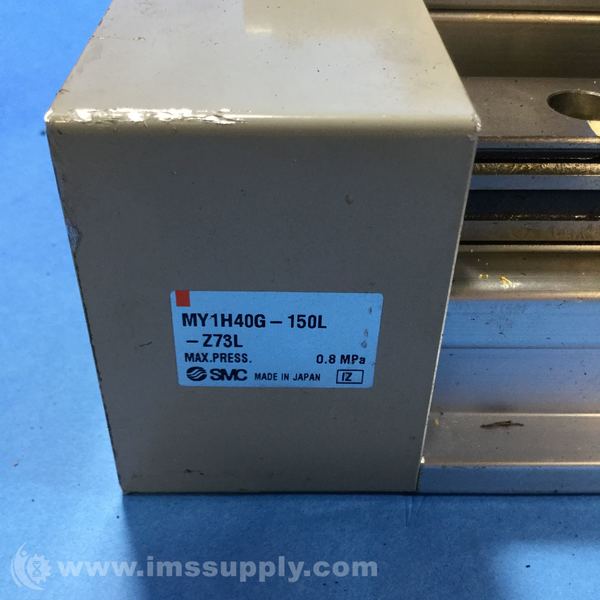 MY1H40G-150L
-Z73L
MAX.PRESS. 0.8 MPa
SMC MADE IN JAPAN IZ
www.imssupply.com